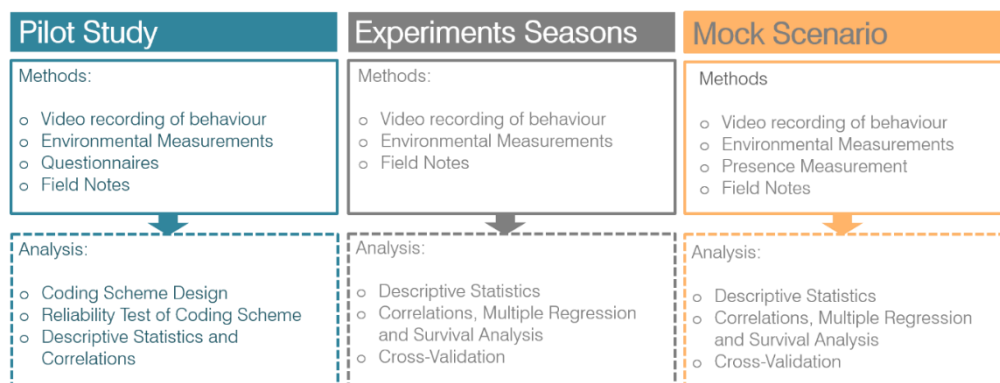 Pilot Study
Methods:
o Video recording of behaviour
o Environmental Measurements
o Questionnaires
o Field Notes
Analysis:
o Coding Scheme Design
o Reliability Test of Coding Scheme
o Descriptive Statistics and
Correlations
Experiments Seasons
Methods:
o Video recording of behaviour
o Environmental Measurements
o Field Notes
Analysis:
o Descriptive Statistics
o Correlations, Multiple Regression
and Survival Analysis
o Cross-Validation
Mock Scenario
Methods
o Video recording of behaviour
o Environmental Measurements
o Presence Measurement
o Field Notes
Analysis:
o Descriptive Statistics
o Correlations, Multiple Regression
and Survival Analysis
o Cross-Validation